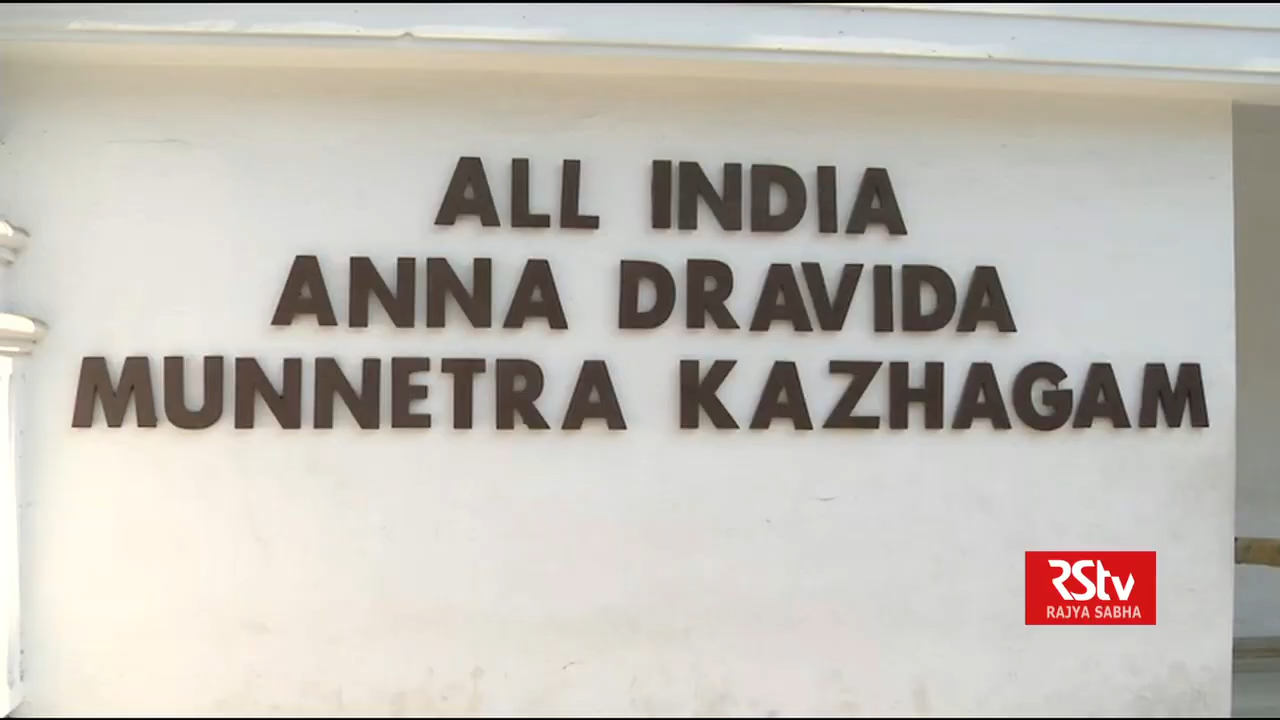 ALL INDIA
ANNA DRAVIDA
MUNNETRA KAZHAGAM
RStv
RAJYA SABHA